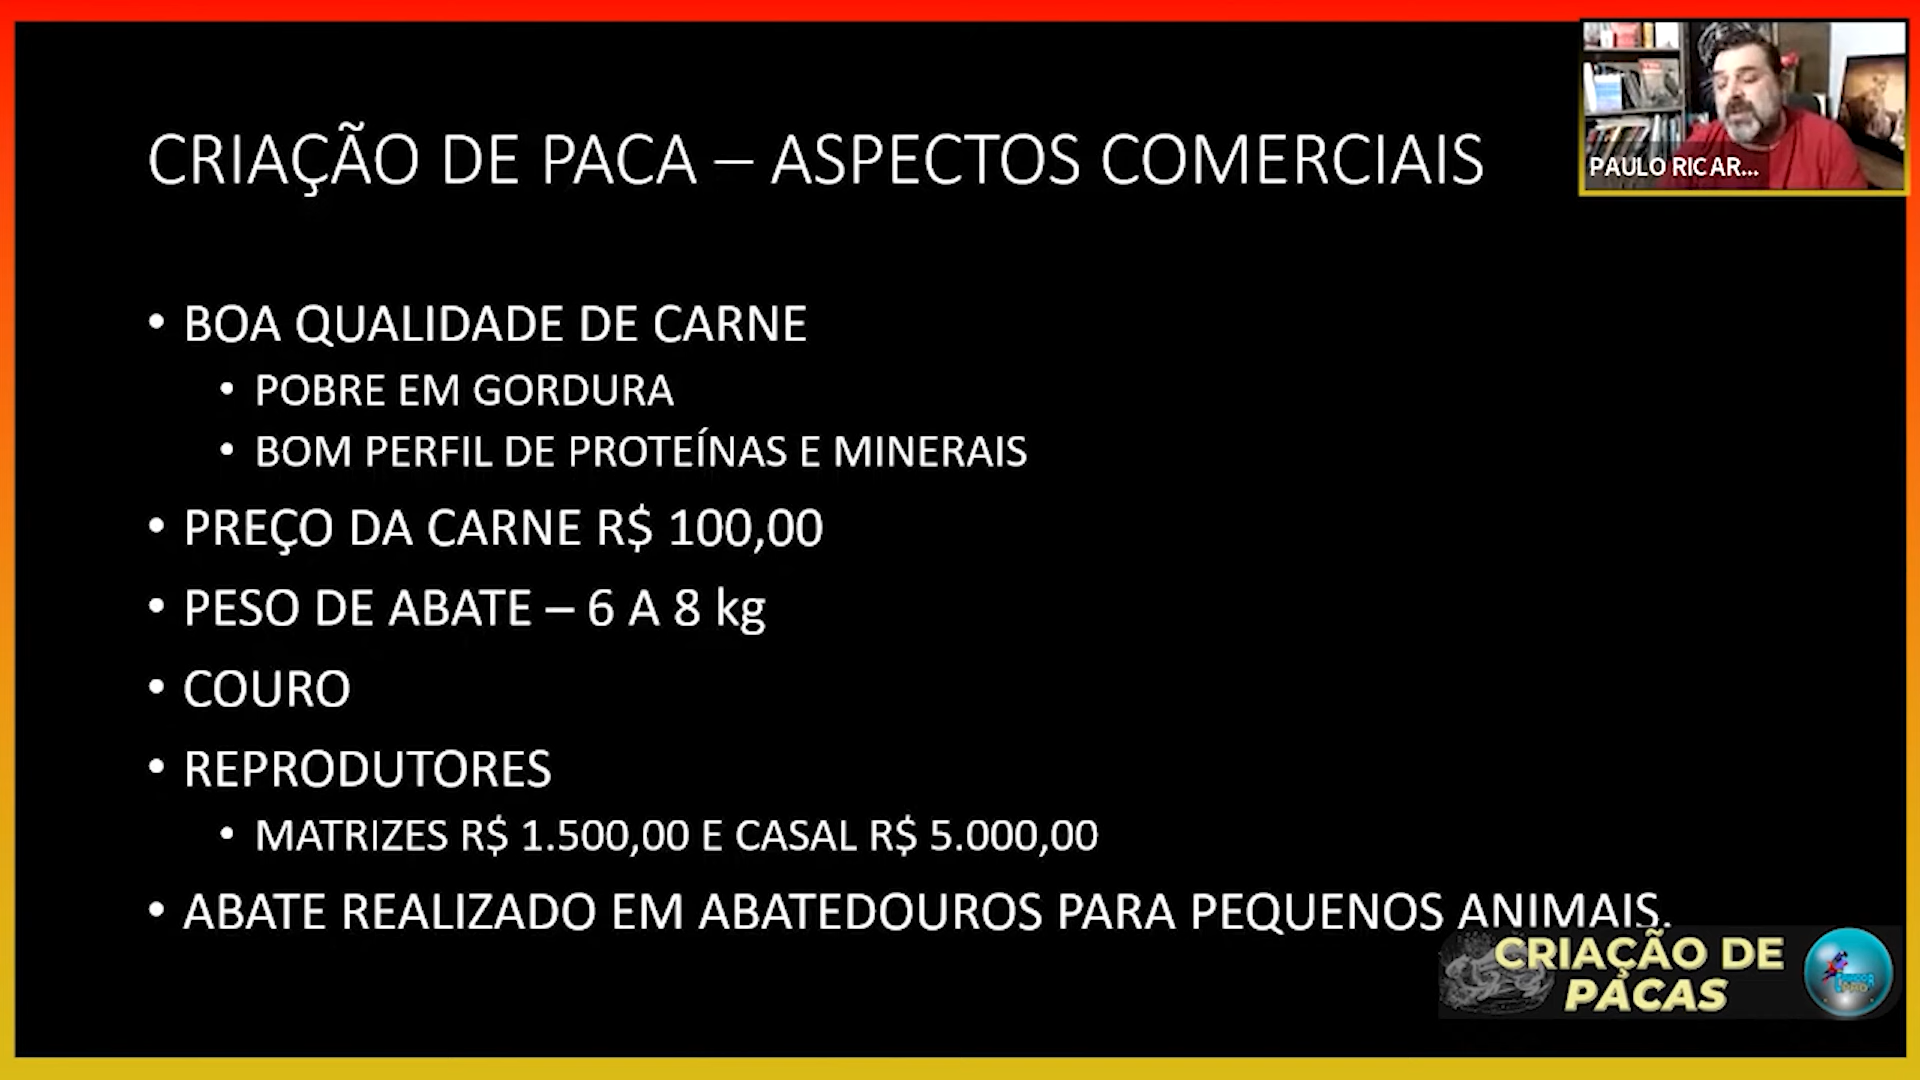 CRIAÇÃO DE PACA – ASPECTOS COMERCIAIS
PAULO RICAR...
• BOA QUALIDADE DE CARNE
• POBRE EM GORDURA
• BOM PERFIL DE PROTEÍNAS E MINERAIS
• PREÇO DA CARNE R$ 100,00
• PESO DE ABATE – 6 A 8 kg
• COURO
• REPRODUTORES
• MATRIZES R$ 1.500,00 E CASAL R$ 5.000,00
• ABATE REALIZADO EM ABATEDOUROS PARA PEQUENOS ANIMAIS.
CRIAÇÃO DE
PACAS